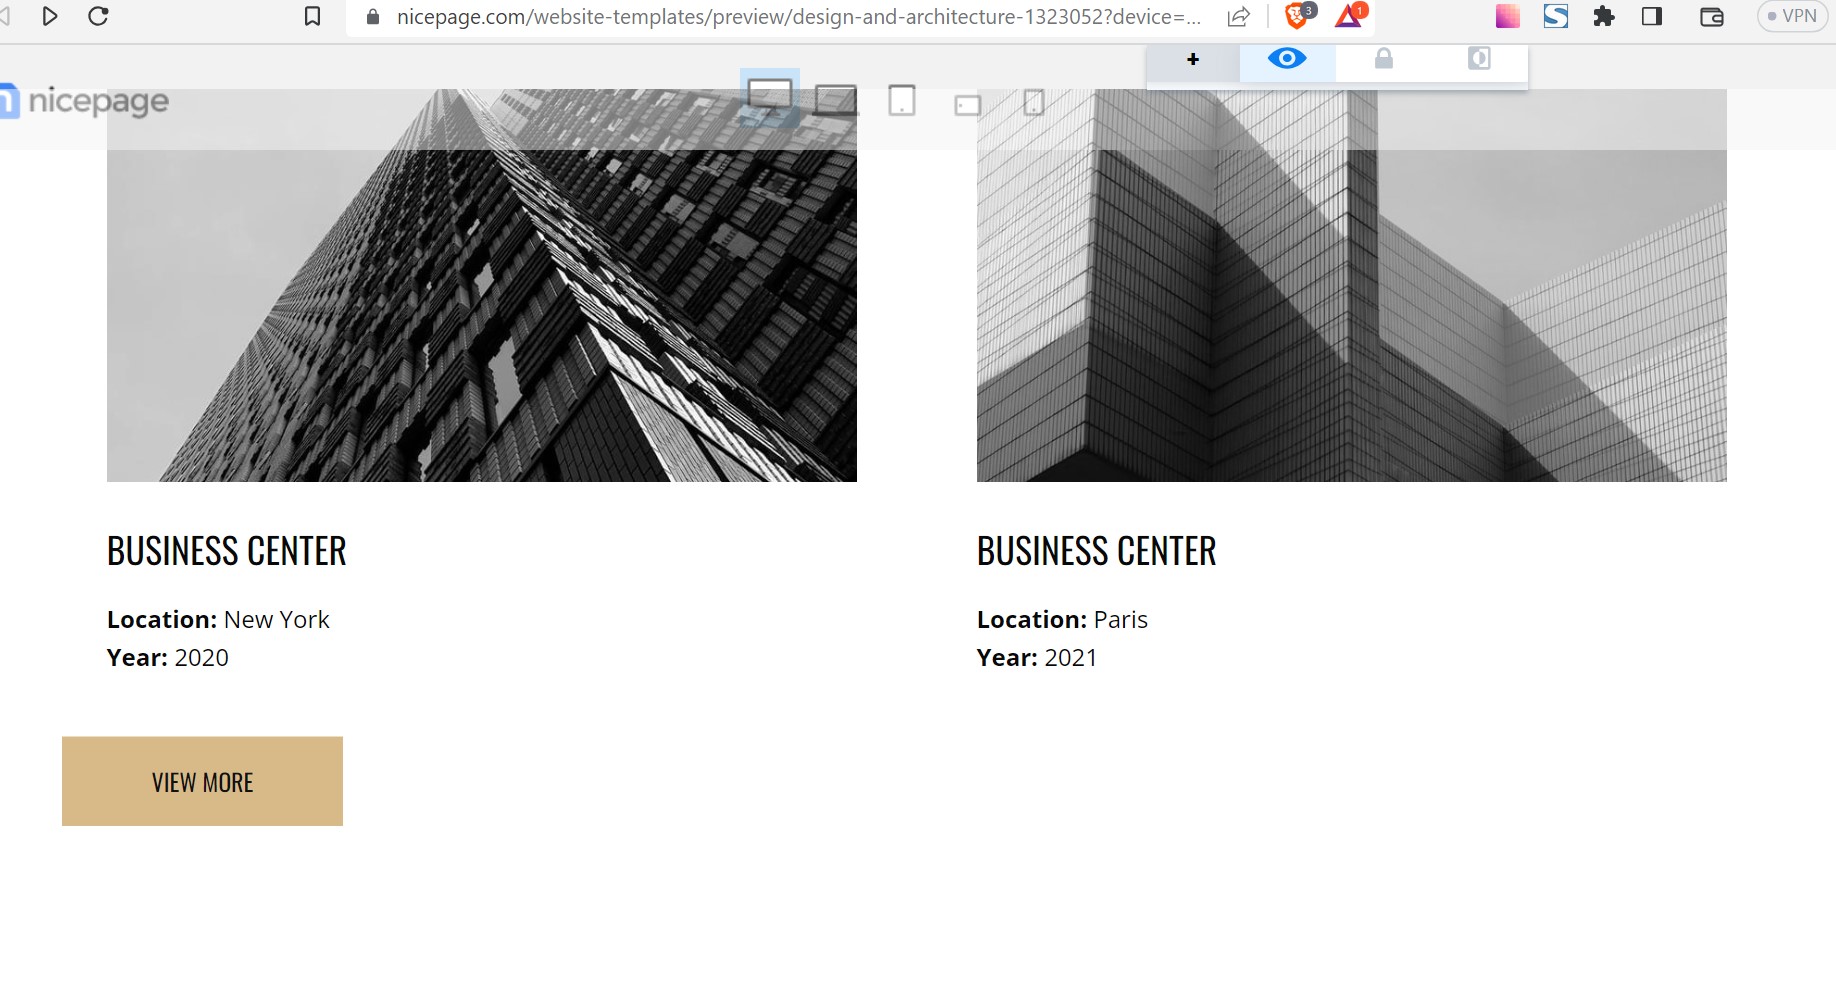 nicepage.com/website-templates/preview/design-and-architecture-1323052?device=...
3
1
VPN
+
nicepage
BUSINESS CENTER
Location: New York
Year: 2020
BUSINESS CENTER
Location: Paris
Year: 2021
VIEW MORE